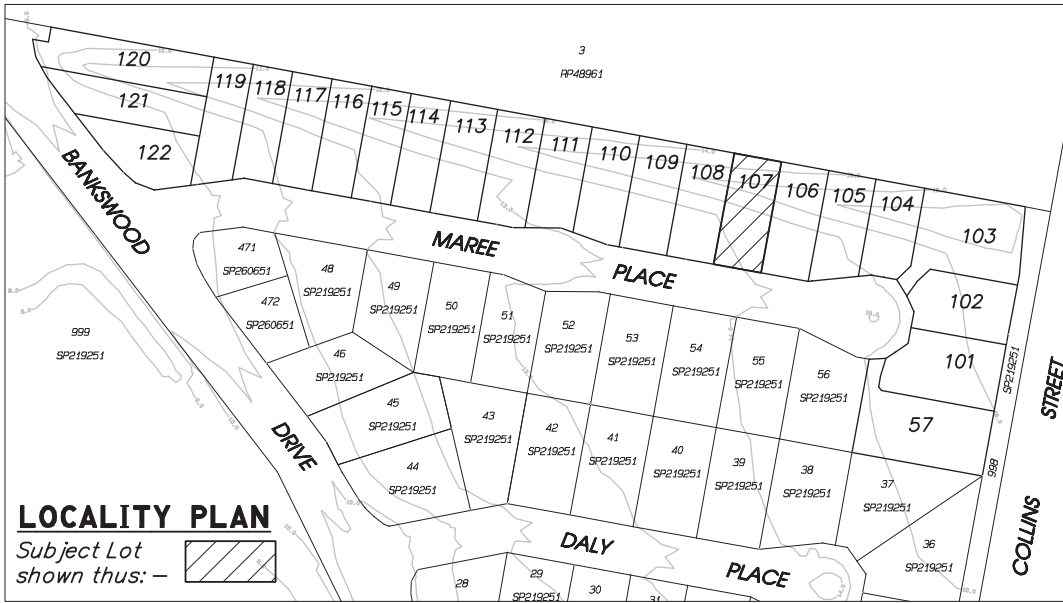 3
RP48961
120
119
118
117
116
115
114
113
112
111
110
109
108
107
106
105
104
103
121
122
102
101
57
BANKSWOOD
DRIVE
MAREE
PLACE
471
SP260651
472
SP260651
48
SP219251
49
SP219251
50
SP219251
51
SP219251
52
SP219251
53
SP219251
54
SP219251
55
SP219251
56
SP219251
999
SP219251
46
SP219251
45
SP219251
44
SP219251
43
SP219251
42
SP219251
41
SP219251
40
SP219251
39
SP219251
38
SP219251
37
SP219251
36
SP219251
998
SP219251
COLLINS
STREET
DALY
PLACE
28
29
SP219251
30
31
LOCALITY PLAN
Subject Lot
shown thus: –